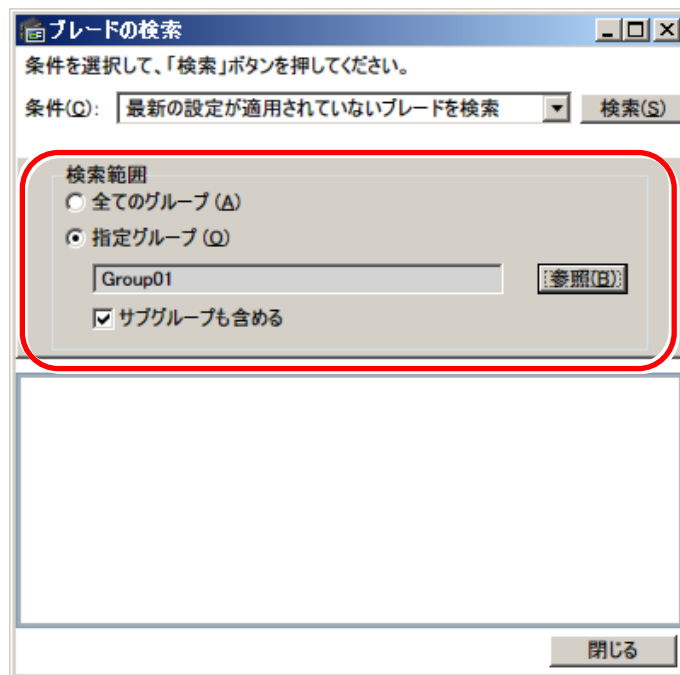 ブレードの検索
条件を選択して、「検索」ボタンを押してください。
条件(C): 最新の設定が適用されていないブレードを検索 検索(S)
検索範囲
全てのグループ(A)
指定グループ(O)
Group01 参照(B)
サブグループも含める
閉じる